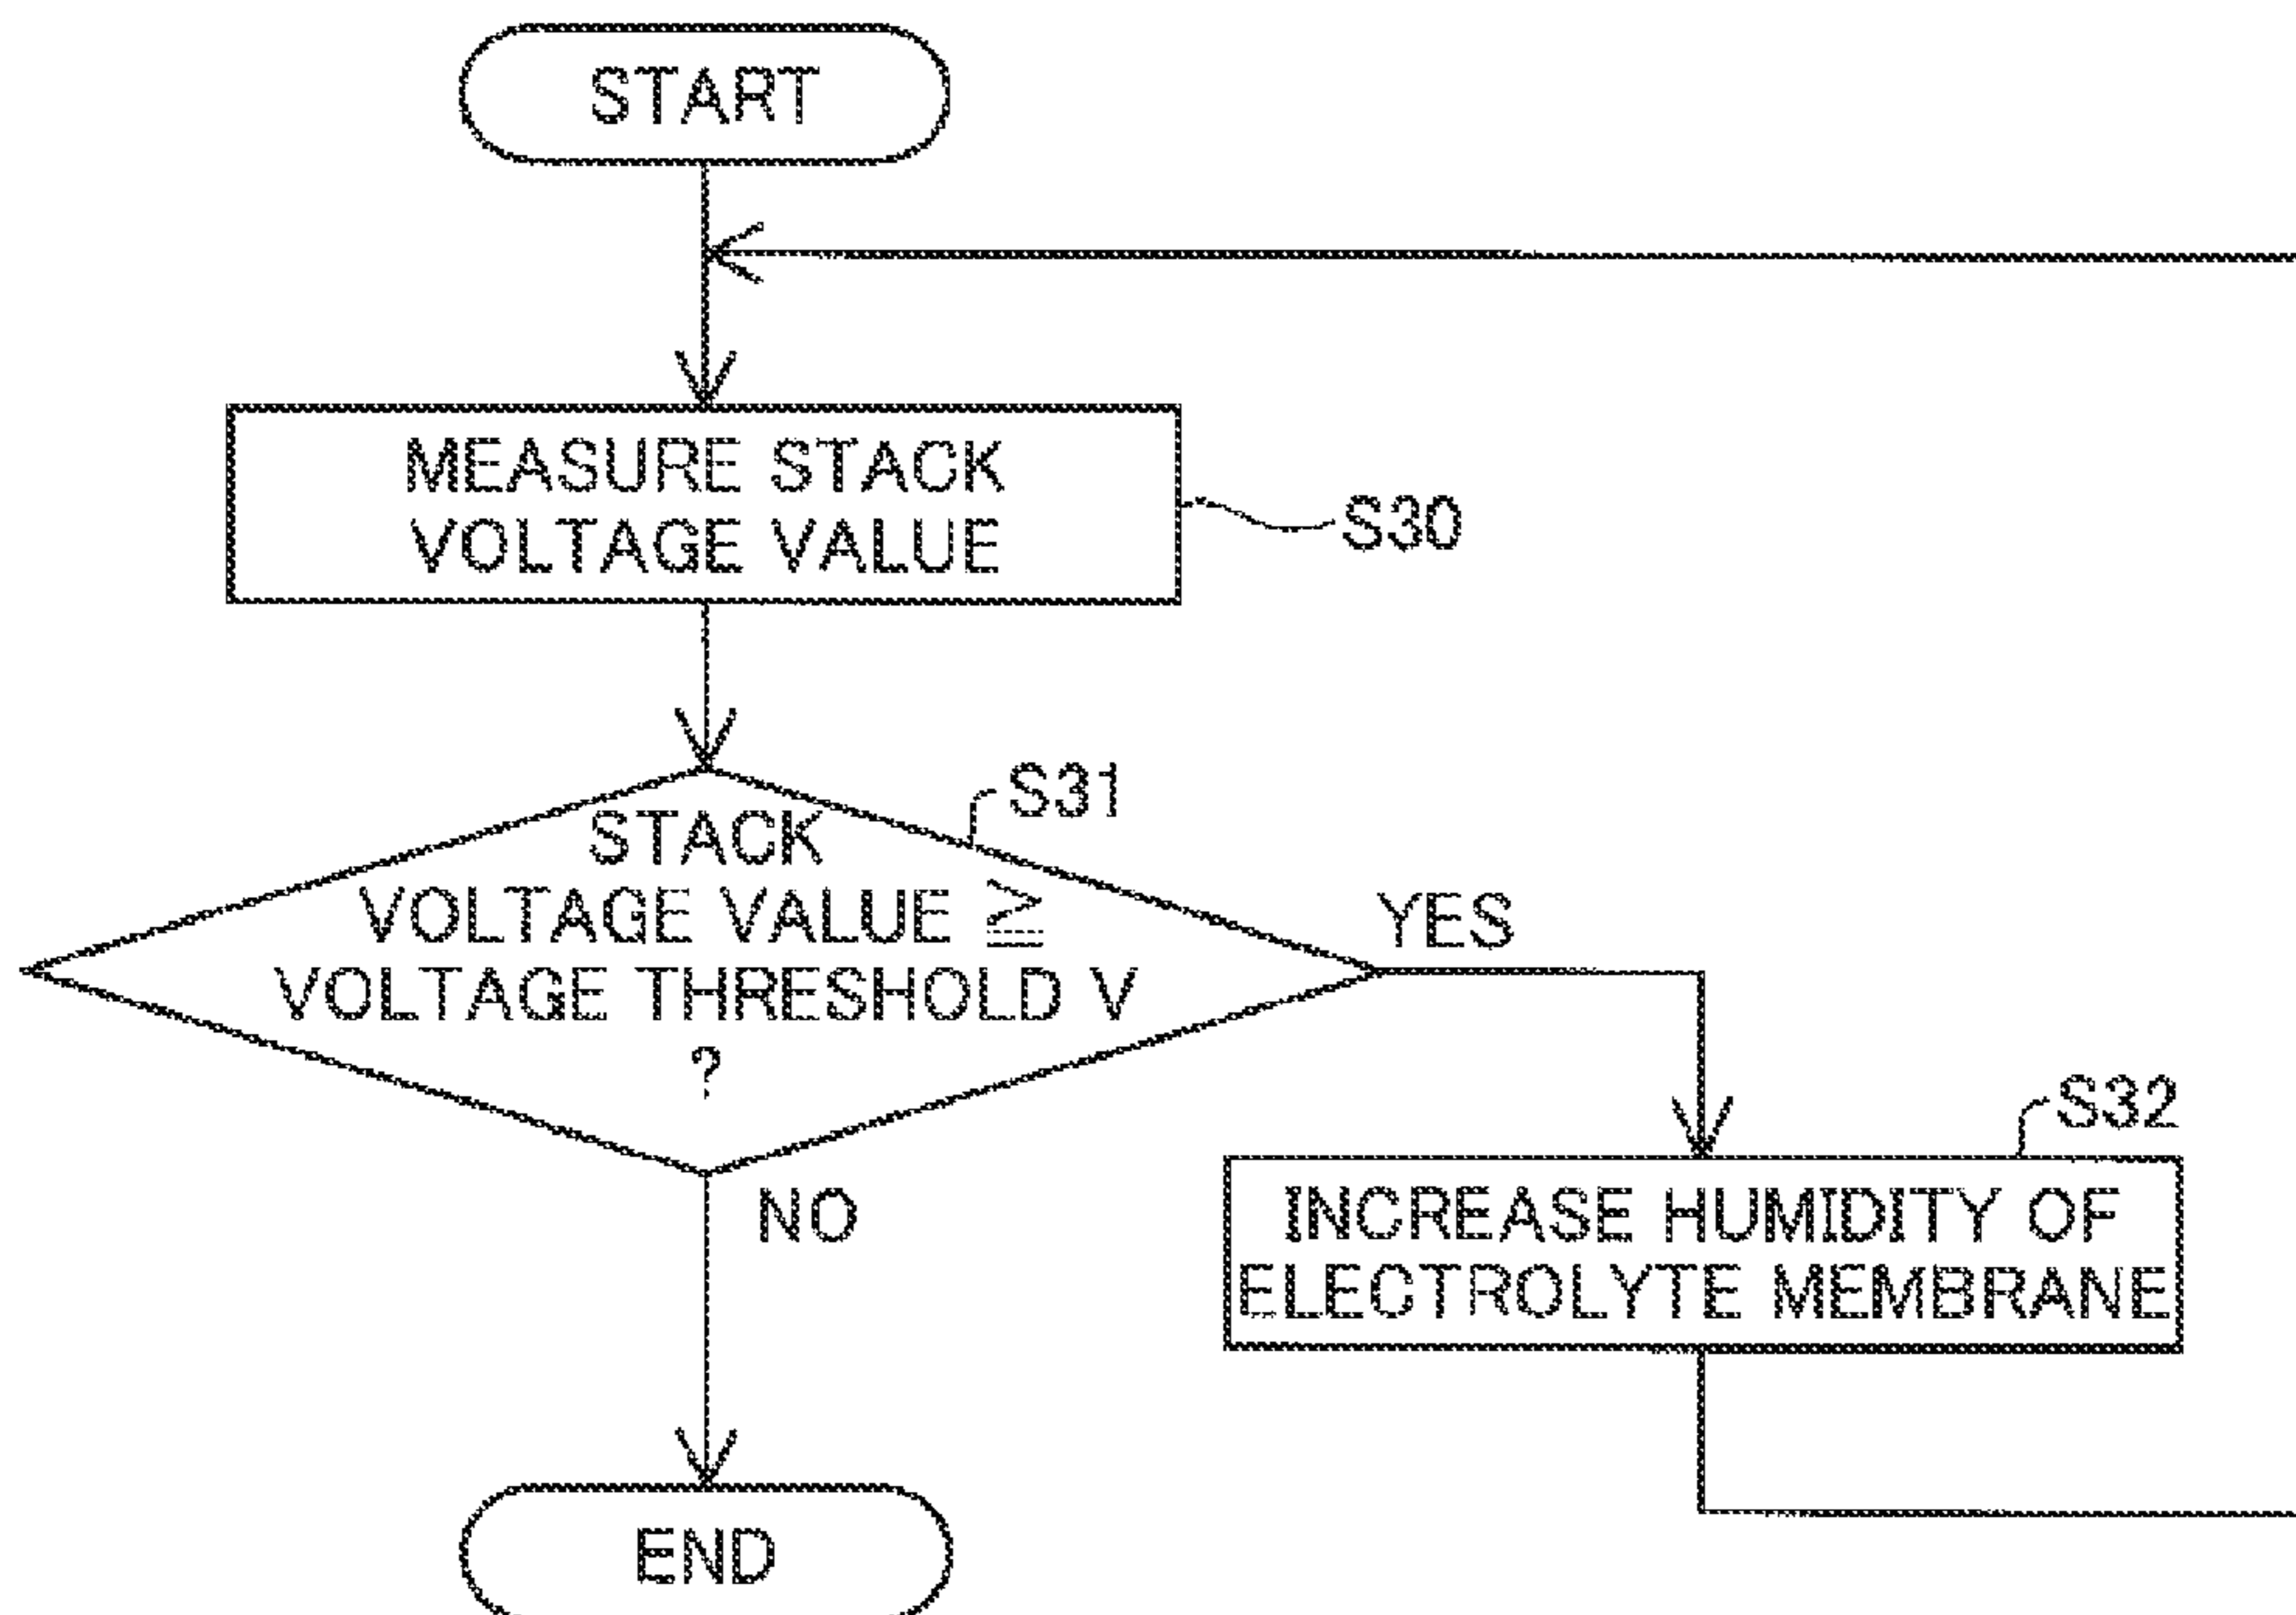 START
MEASURE STACK
VOLTAGE VALUE
S30
S31
STACK
VOLTAGE VALUE ≧
VOLTAGE THRESHOLD V
?
YES
NO
S32
INCREASE HUMIDITY OF
ELECTROLYTE MEMBRANE
END